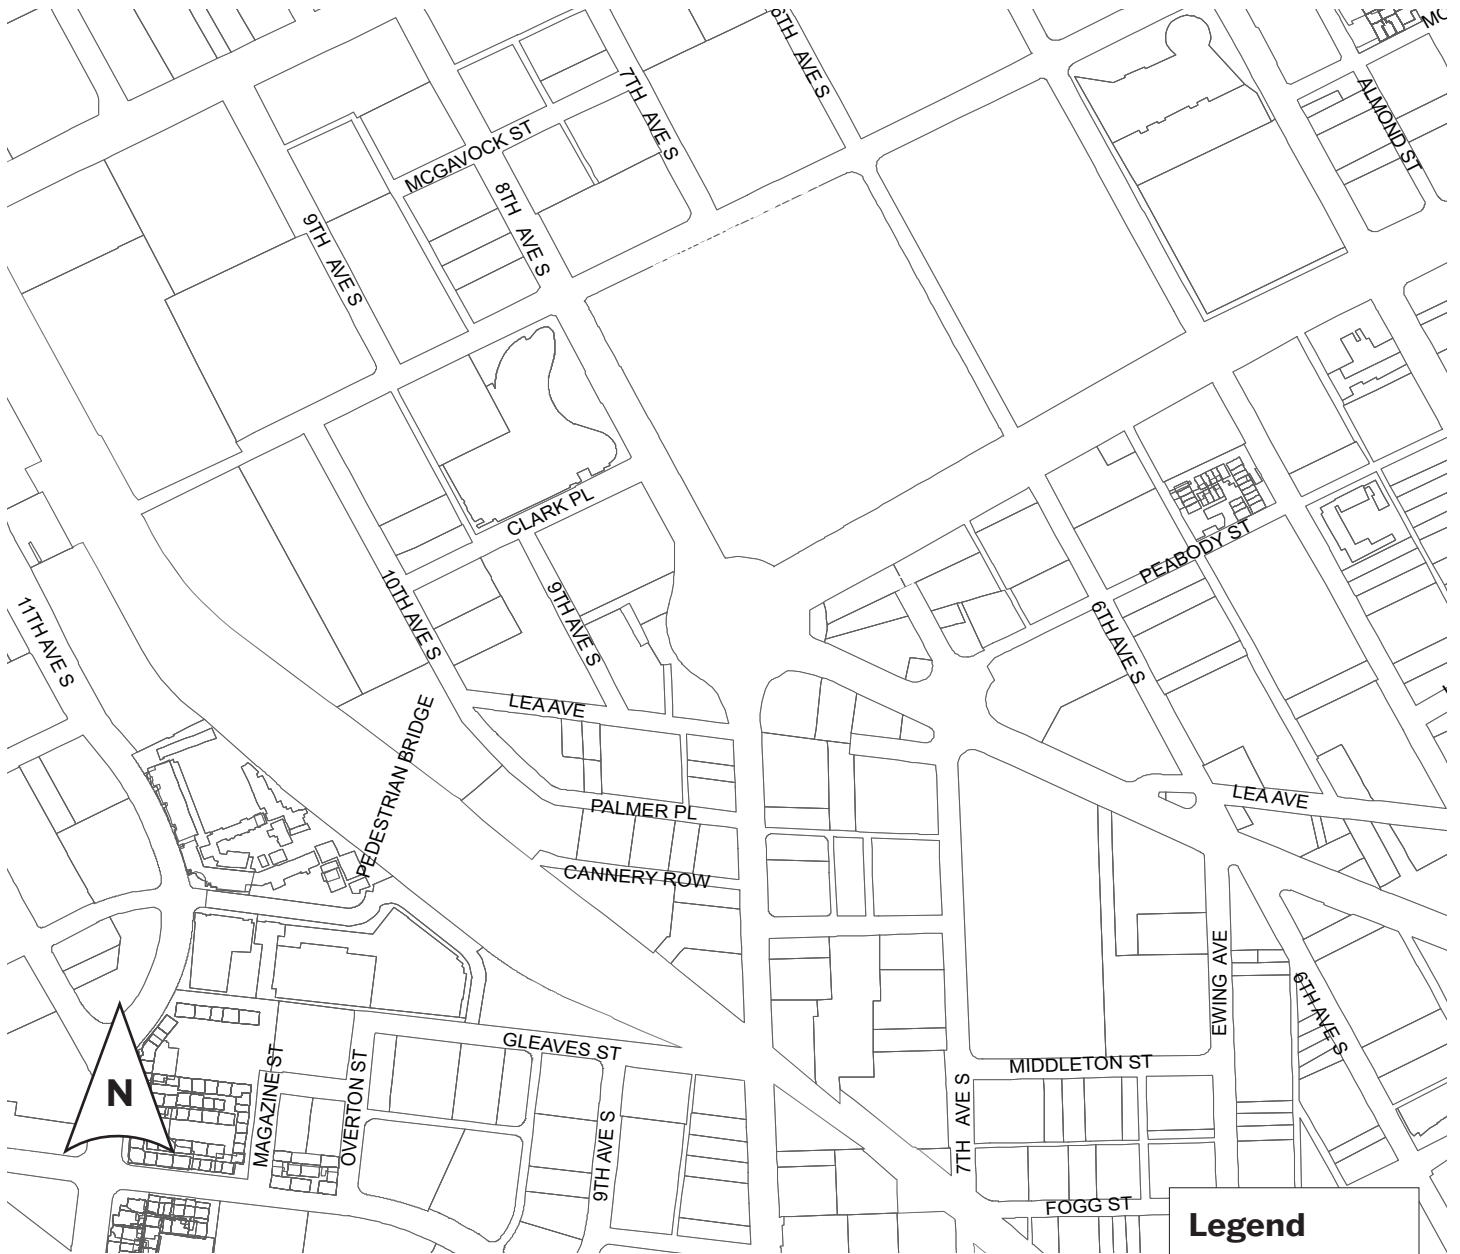 6TH AVE S
7TH AVE S
ALMOND ST
MCGAVOCK ST
8TH AVE S
9TH AVE S
CLARK PL
PEABODY ST
10TH AVE S
9TH AVE S
11TH AVE S
6TH AVE S
LEA AVE
PEDESTRIAN BRIDGE
LEA AVE
PALMER PL
CANNERY ROW
EWING AVE
6TH AVE S
GLEAVES ST
MIDDLETON ST
N
MAGAZINE ST
OVERTON ST
7TH AVE S
9TH AVE S
FOGG ST
Legend